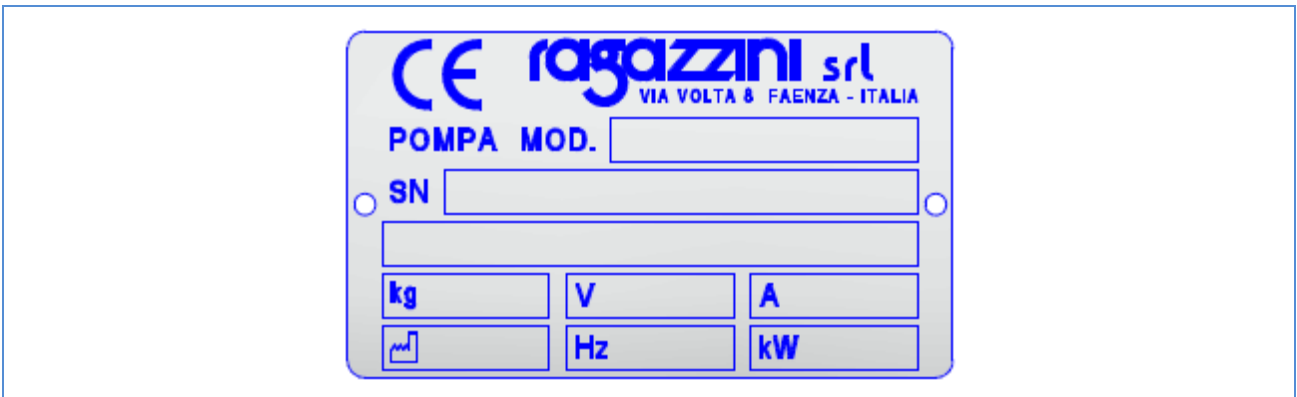 CE ragazzini srl
VIA VOLTA 8 FAENZA - ITALIA
POMPA MOD.
SN
kg V A
Hz kW